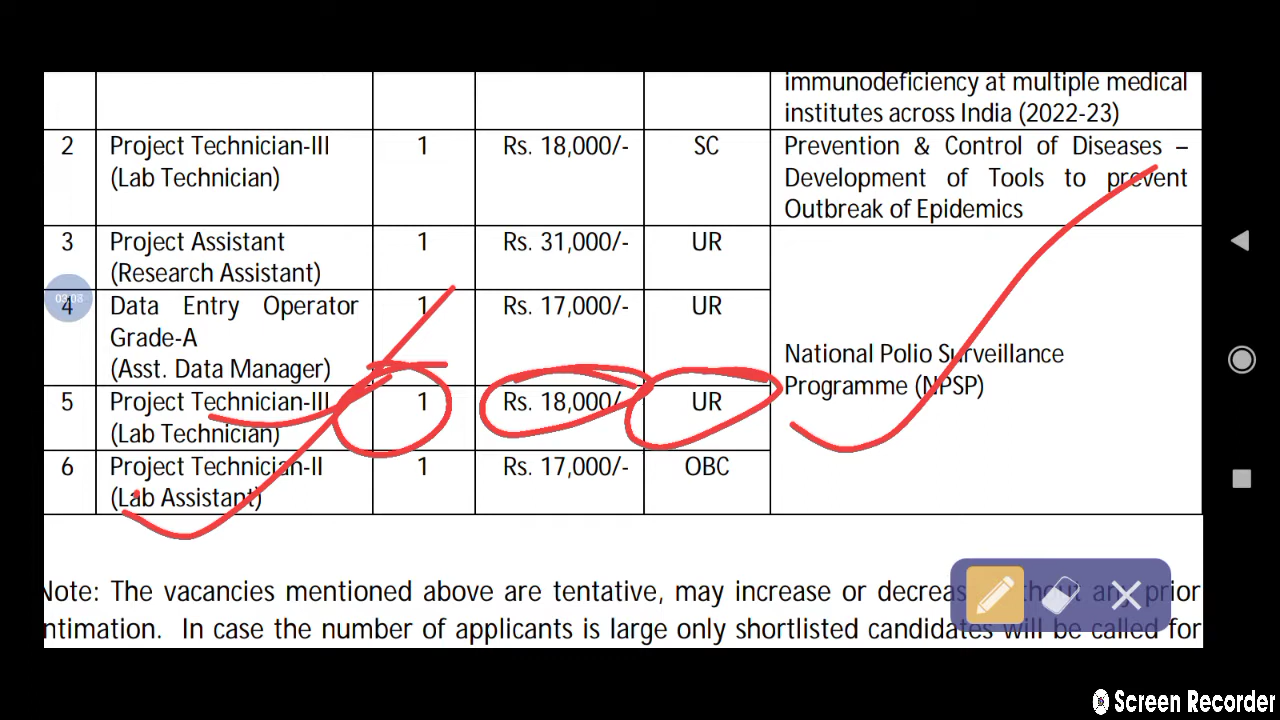 immunodeficiency at multiple medical
institutes across India (2022-23)
2 Project Technician-III 1 Rs. 18,000/- SC Prevention & Control of Diseases –
(Lab Technician) Development of Tools to prevent
Outbreak of Epidemics
3 Project Assistant 1 Rs. 31,000/- UR
(Research Assistant)
4 Data Entry Operator 1 Rs. 17,000/- UR
Grade-A
(Asst. Data Manager)
National Polio Surveillance
Programme (NPSP)
5 Project Technician-III 1 Rs. 18,000/- UR
(Lab Technician)
6 Project Technician-II 1 Rs. 17,000/- OBC
(Lab Assistant)
Note: The vacancies mentioned above are tentative, may increase or decrease without any prior
intimation. In case the number of applicants is large only shortlisted candidates will be called for
Screen Recorder